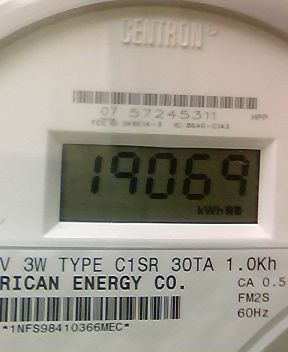 CENTRON
07 57245311
HPP
19069
kWh
V 3W TYPE C1SR 30TA 1.0Kh
RICAN ENERGY CO.
CA 0.5
FM2S
60Hz
*1NFS98410366MEC*